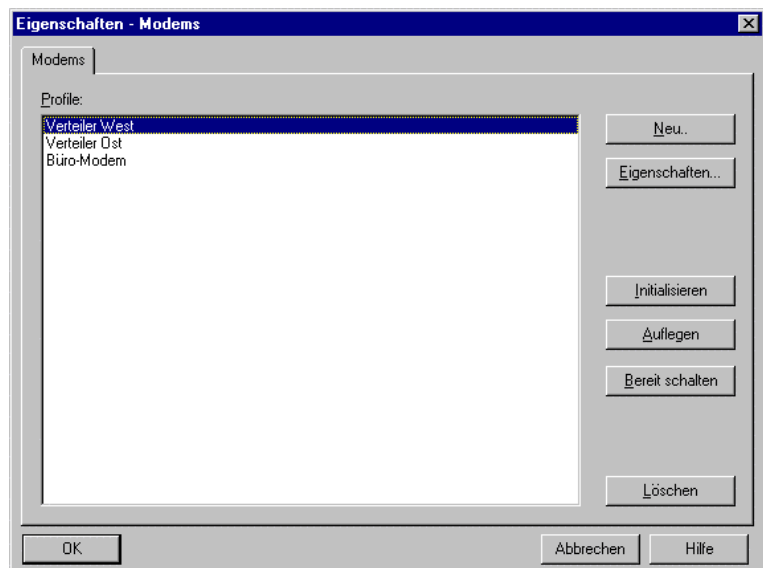 Eigenschaften - Modems
Modems
Profile:
Verteiler West
Verteiler Ost
Büro-Modem
Neu..
Eigenschaften...
Initialisieren
Auflegen
Bereit schalten
Löschen
OK
Abbrechen
Hilfe